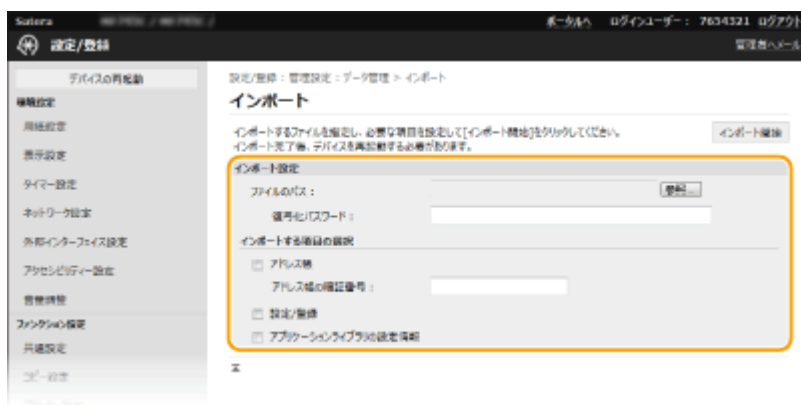 Satera
ポータルへ ログインユーザー： 7654321 ログアウト
設定/登録
管理者へメール
デバイスの再起動
設定/登録：管理設定：データ管理 > インポート
環境設定
インポート
用紙設定
インポートするファイルを指定し、必要な項目を設定して[インポート開始]をクリックしてください。
インポート完了後、デバイスを再起動する必要があります。
インポート開始
表示設定
インポート設定
タイマー設定
ファイルのパス：
参照...
ネットワーク設定
復号化パスワード：
外部インターフェイス設定
インポートする項目の選択
アクセシビリティー設定
アドレス帳
アドレス帳の暗証番号：
音量調整
設定/登録
ファンクション設定
アプリケーションライブラリの設定情報
共通設定
コピー設定